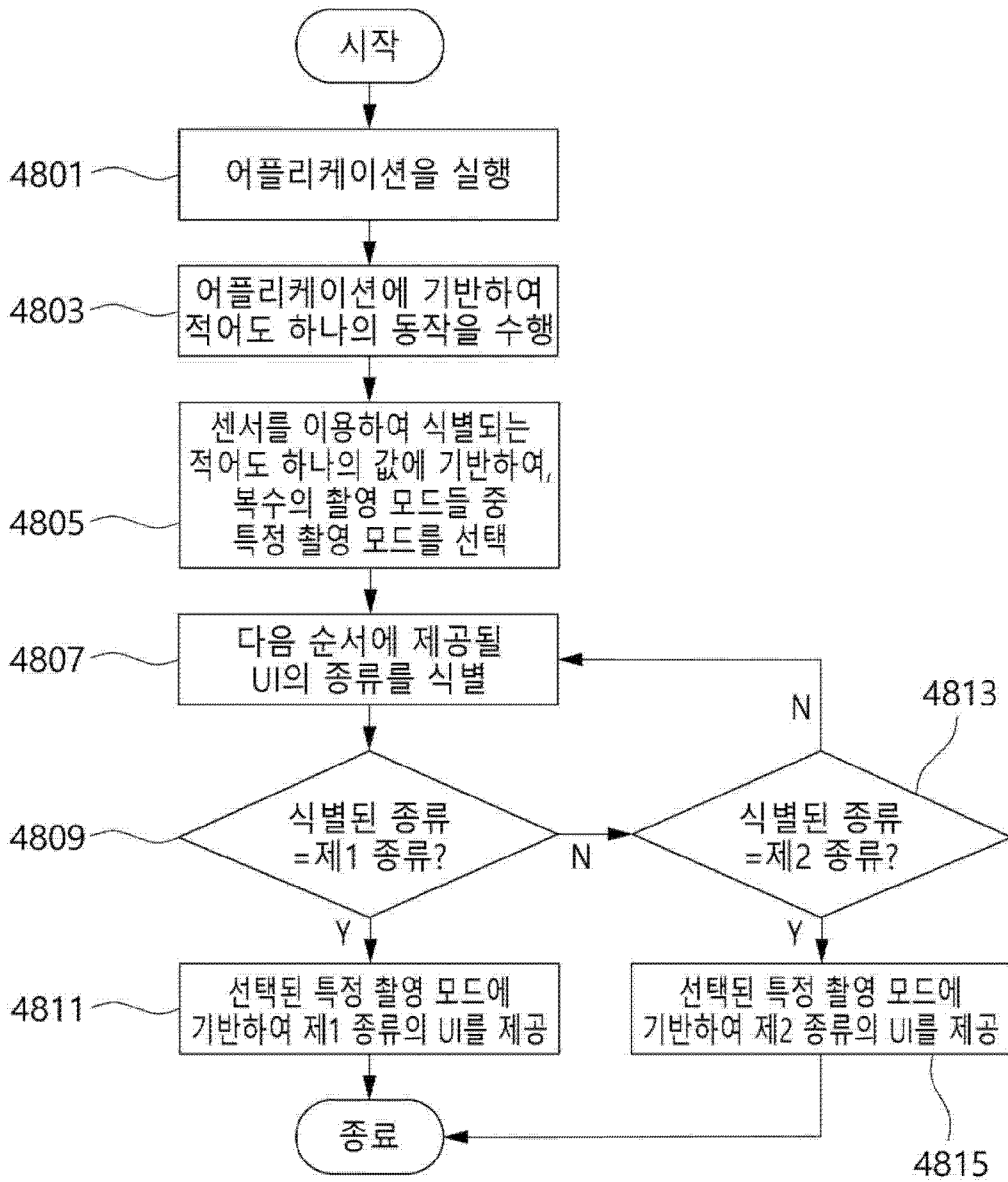 시작
4801
어플리케이션을 실행
4803
어플리케이션에 기반하여
적어도 하나의 동작을 수행
4805
센서를 이용하여 식별되는
적어도 하나의 값에 기반하여,
복수의 촬영 모드들 중
특정 촬영 모드를 선택
4807
다음 순서에 제공될
UI의 종류를 식별
4809
식별된 종류
=제1 종류?
N
Y
4813
식별된 종류
=제2 종류?
N
Y
4811
선택된 특정 촬영 모드에
기반하여 제1 종류의 UI를 제공
선택된 특정 촬영 모드에
기반하여 제2 종류의 UI를 제공
4815
종료